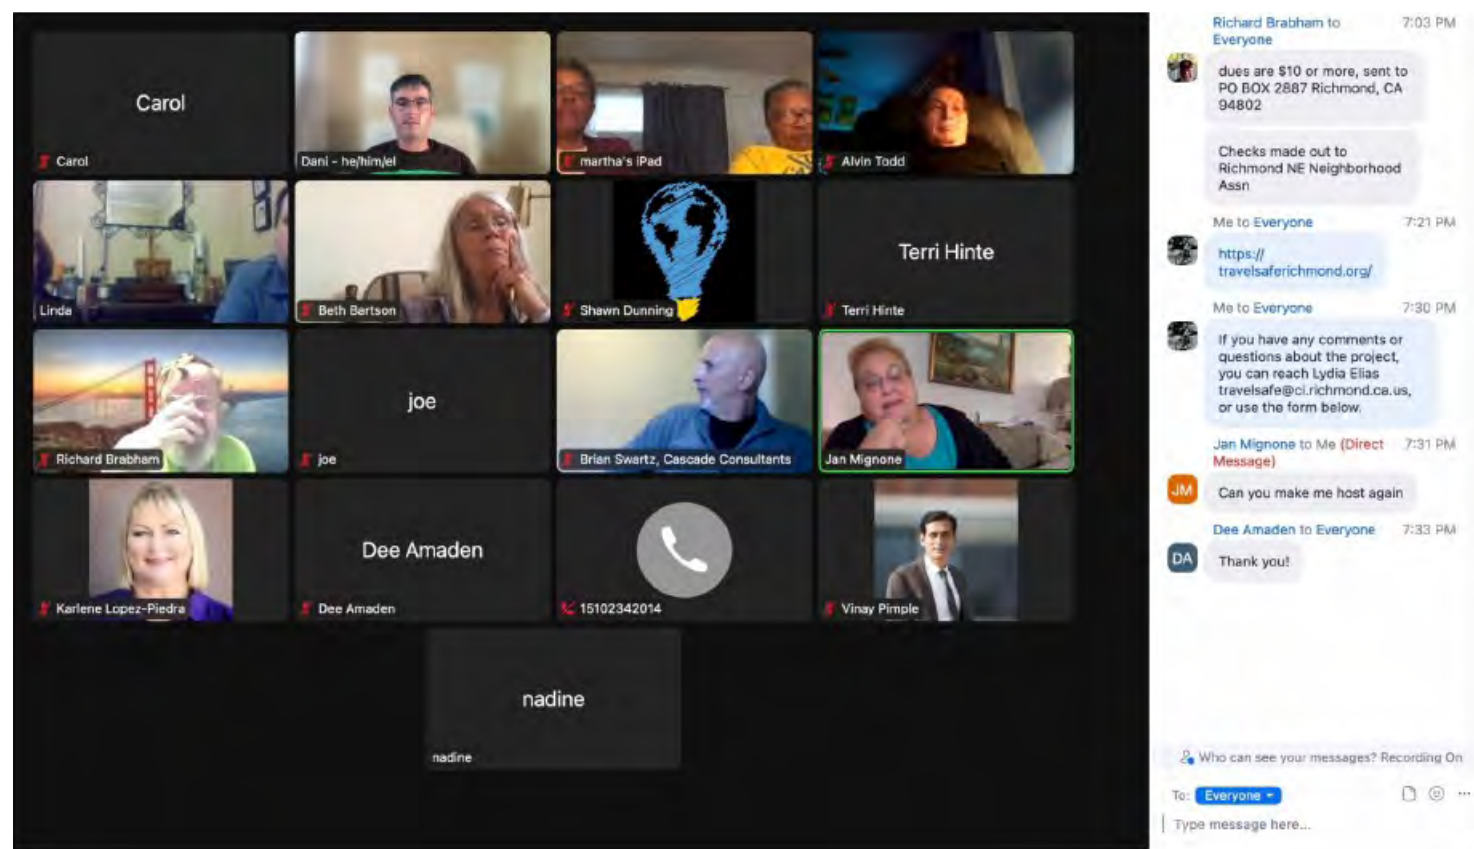 Carol
Carol
Dani - he/him/el
martha's iPad
Alvin Todd
Linda
Beth Bartson
Shawn Dunning
Terri Hinte
Terri Hinte
Richard Brabham
joe
joe
Brian Swartz, Cascade Consultants
Jan Mignone
Karlene Lopez-Piedra
Dee Amaden
Dee Amaden
15102342014
Vinay Pimple
nadine
nadine
Richard Brabham to 7:03 PM
Everyone
dues are $10 or more, sent to
PO BOX 2887 Richmond, CA
94802
Checks made out to
Richmond NE Neighborhood
Assn
Me to Everyone 7:21 PM
https://
travelsaferichmond.org/
Me to Everyone 7:30 PM
If you have any comments or
questions about the project,
you can reach Lydia Elias
travelsafe@ci.richmond.ca.us,
or use the form below.
Jan Mignone to Me (Direct 7:31 PM
Message)
JM
Can you make me host again
Dee Amaden to Everyone 7:33 PM
DA
Thank you!
Who can see your messages? Recording On
To: Everyone
Type message here...